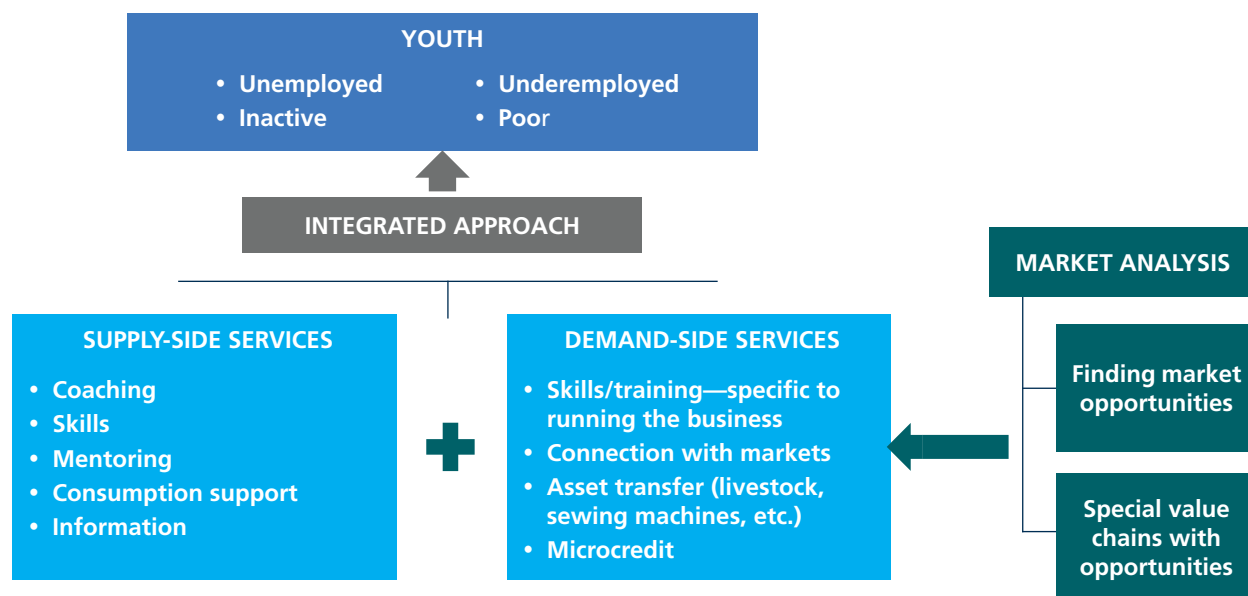 YOUTH
• Unemployed
• Inactive
• Underemployed
• Poor
INTEGRATED APPROACH
SUPPLY-SIDE SERVICES
• Coaching
• Skills
• Mentoring
• Consumption support
• Information
DEMAND-SIDE SERVICES
• Skills/training—specific to
running the business
• Connection with markets
• Asset transfer (livestock,
sewing machines, etc.)
• Microcredit
MARKET ANALYSIS
Finding market
opportunities
Special value
chains with
opportunities